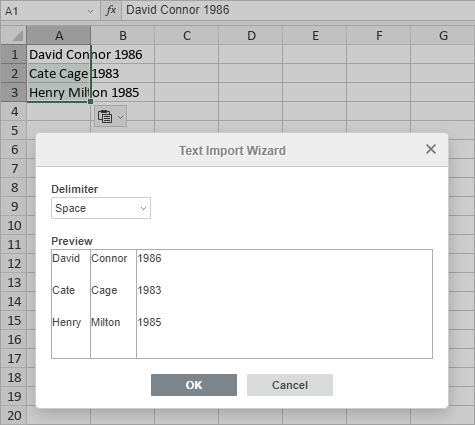 A1 fx David Connor 1986
A B C D E F G
1 David Connor 1986
2 Cate Cage 1983
3 Henry Milton 1985
4
5
6
7
8
9
10
11
12
13
14
15
16
17
18
19
20
Text Import Wizard
Delimiter
Space
Preview
David Connor 1986
Cate Cage 1983
Henry Milton 1985
OK Cancel